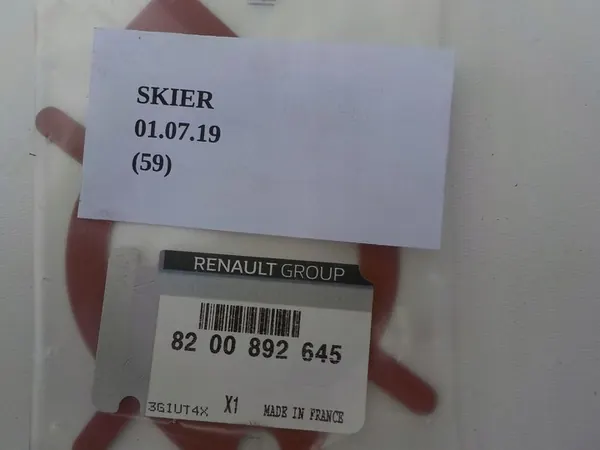 SKIER
01.07.19
(59)
RENAULT GROUP
82 00 892 645
3G1UT4X X1 MADE IN FRANCE